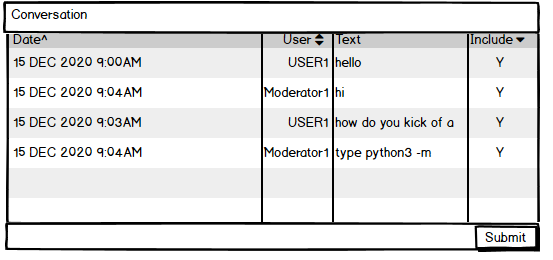 Conversation
Date^ User Text Include
15 DEC 2020 9:00AM USER1 hello Y
15 DEC 2020 9:04AM Moderator1 hi Y
15 DEC 2020 9:03AM USER1 how do you kick of a Y
15 DEC 2020 9:04AM Moderator1 type python3 -m Y
Submit